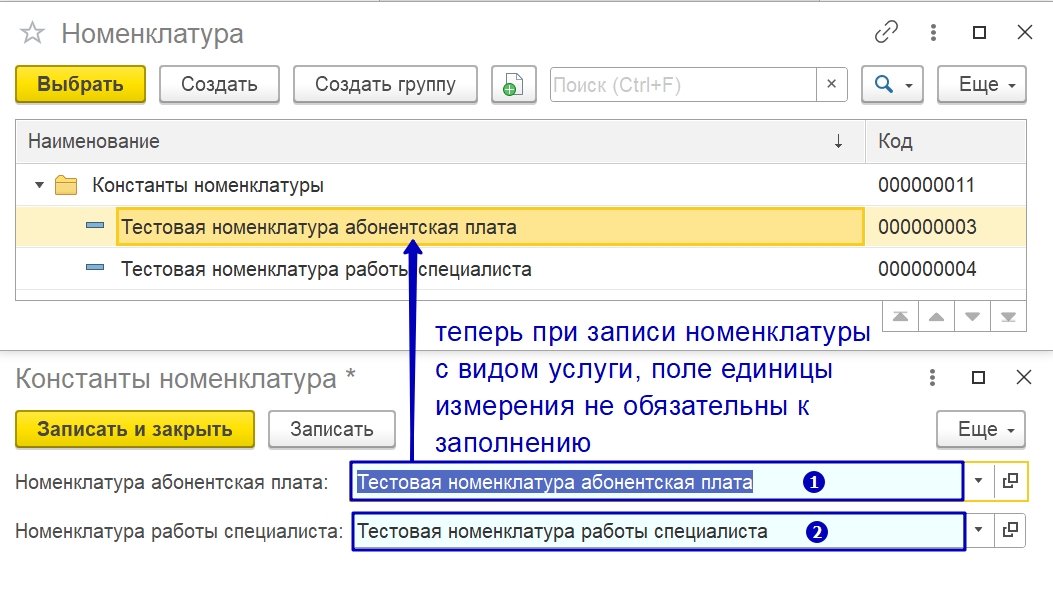 Номенклатура
Выбрать Создать Создать группу Поиск (Ctrl+F) × Еще
Наименование ↓ Код
Константы номенклатуры 000000011
Тестовая номенклатура абонентская плата 000000003
Тестовая номенклатура работы специалиста 000000004
теперь при записи номенклатуры
с видом услуги, поле единицы
измерения не обязательны к
заполнению
Константы номенклатура *
Записать и закрыть Записать Еще
Номенклатура абонентская плата: Тестовая номенклатура абонентская плата 1
Номенклатура работы специалиста: Тестовая номенклатура работы специалиста 2